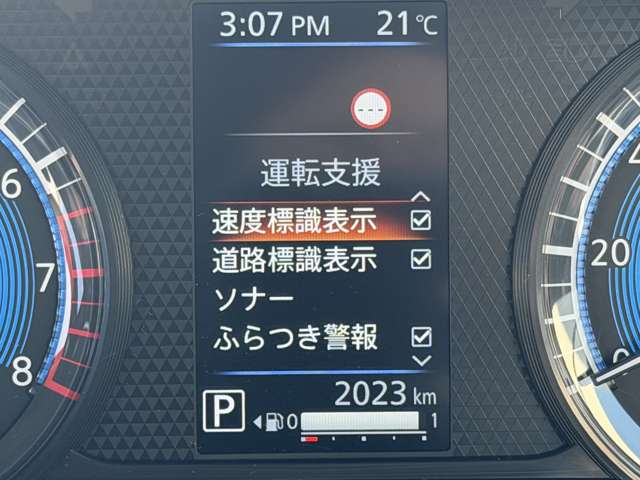 3:07 PM 21℃
---
運転支援
速度標識表示
道路標識表示
ソナー
ふらつき警報
2023 km
P 0 1
6
7
8
20
0